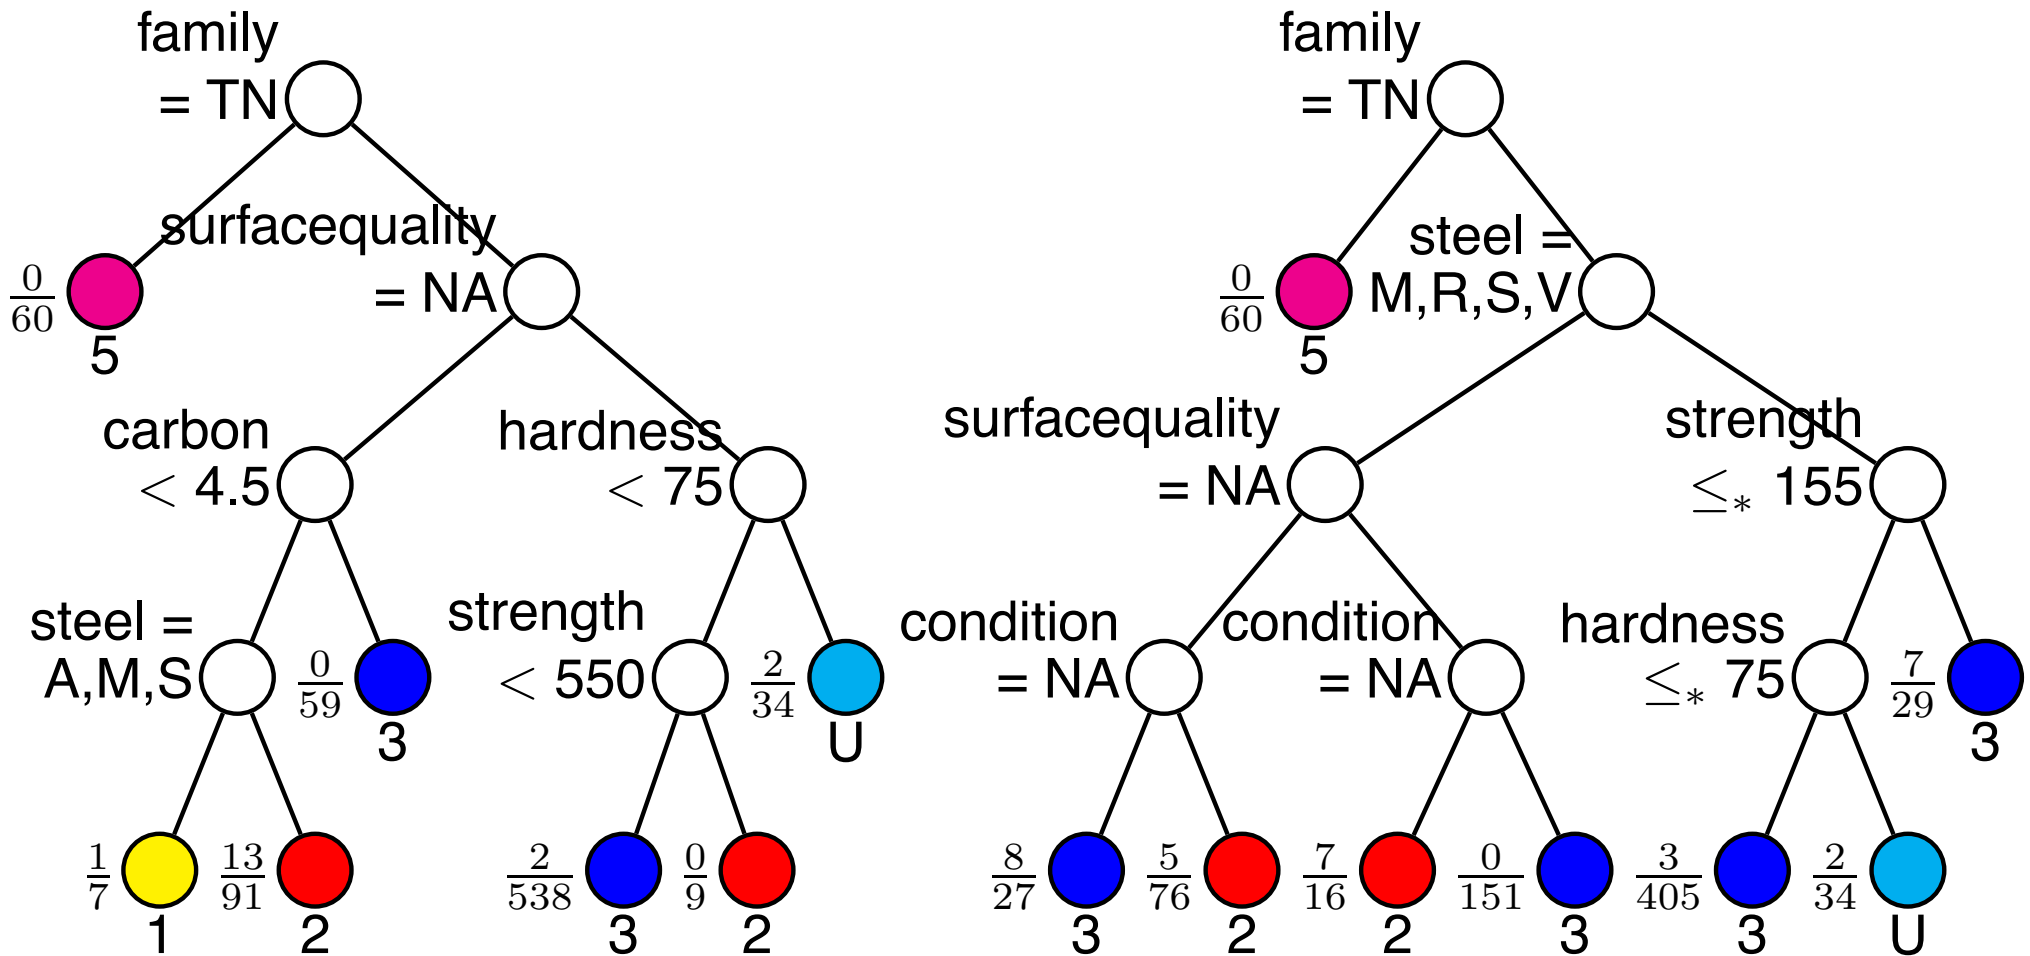 family
= TN
family
= TN
surfacequality
= NA
steel =
M,R,S,V
0/60
5
0/60
5
carbon
< 4.5
hardness
< 75
surfacequality
= NA
strength
≤* 155
steel =
A,M,S
0/59
3
strength
< 550
2/34
U
condition
= NA
condition
= NA
hardness
≤* 75
7/29
3
1/7
1
13/91
2
2/538
3
0/9
2
8/27
3
5/76
2
7/16
2
0/151
3
3/405
3
2/34
U